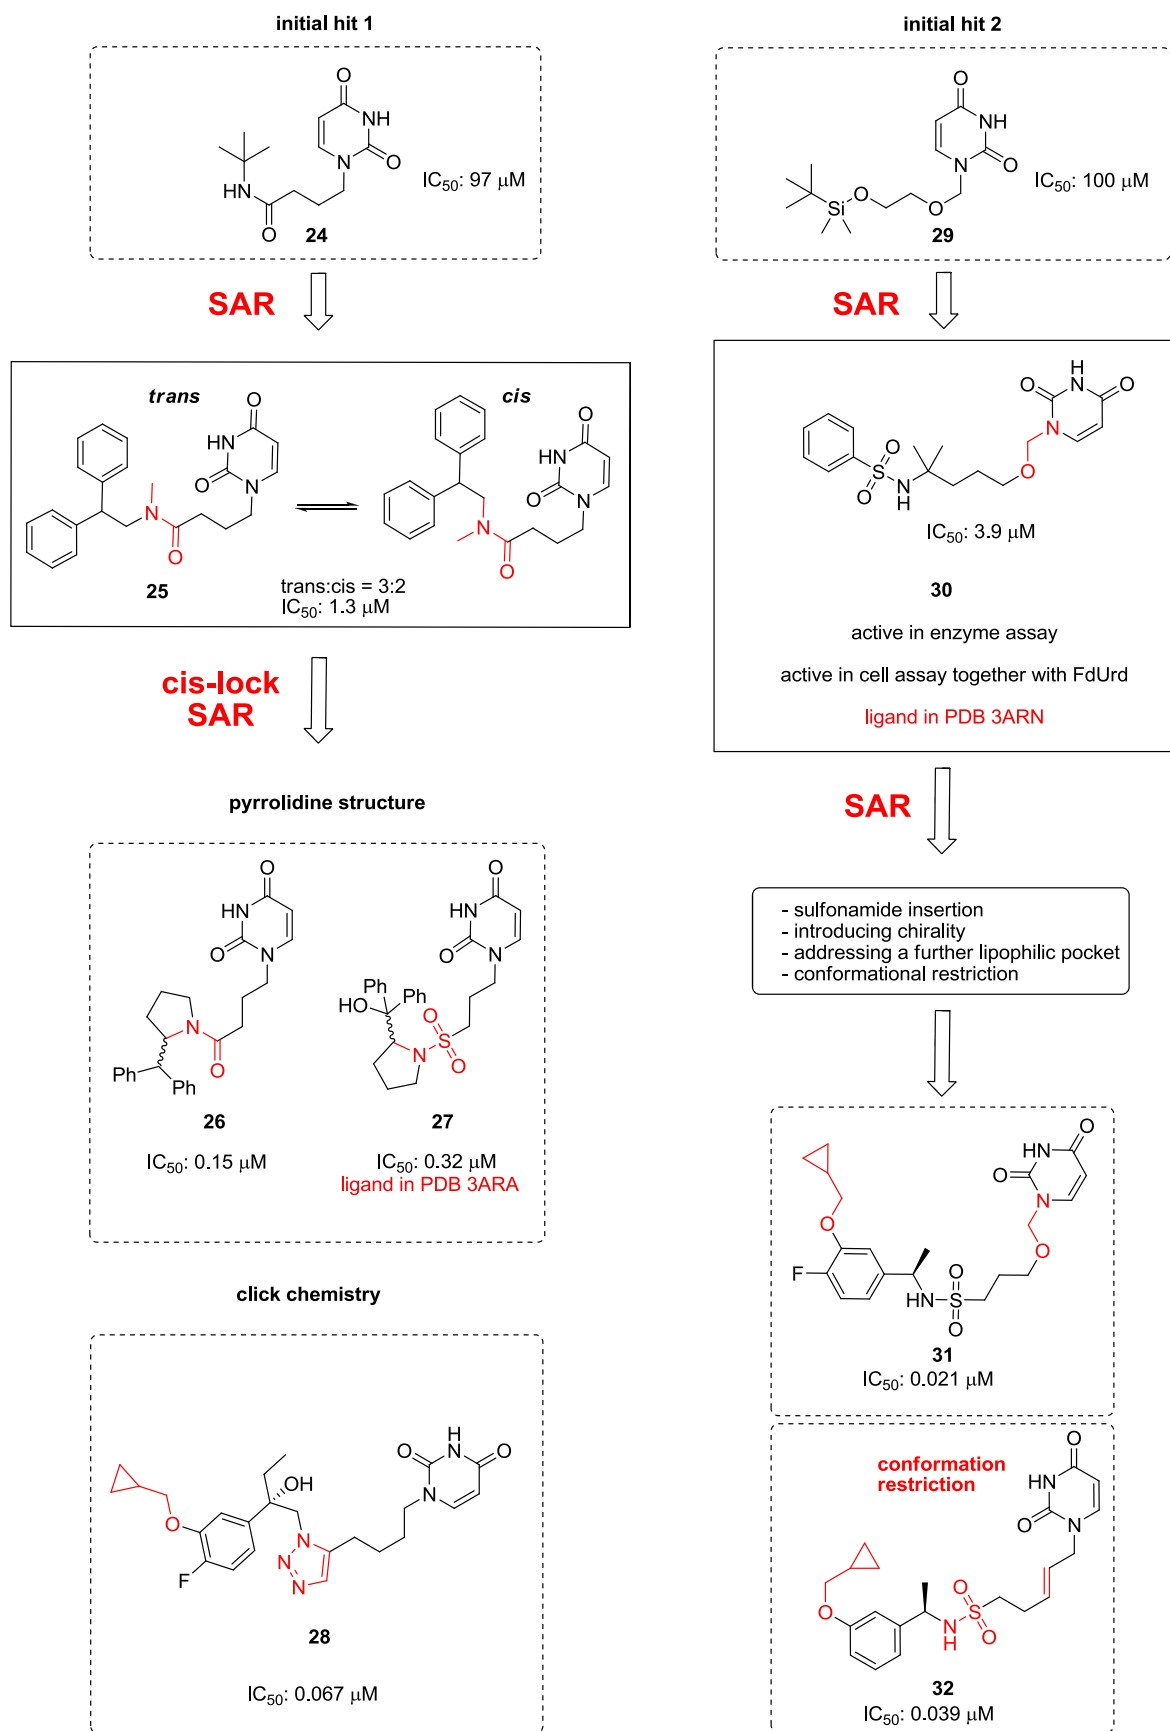 initial hit 1
O
NH
N
O
HN
O
IC50: 97 μM
24
SAR
trans
cis
O
NH
O
N
N
O
O
NH
O
N
N
O
25
trans:cis = 3:2
IC50: 1.3 μM
cis-lock
SAR
pyrrolidine structure
O
NH
O
N
N
O
Ph
Ph
26
IC50: 0.15 μM
O
NH
O
N
Ph
Ph
HO
O
S
O
N
27
IC50: 0.32 μM
ligand in PDB 3ARA
click chemistry
O
H
N
O
N
OH
O
F
N
N
N
28
IC50: 0.067 μM
initial hit 2
O
NH
N
O
O
Si
O
IC50: 100 μM
29
SAR
H
O
N
O
N
O
O
S
O
N
H
IC50: 3.9 μM
30
active in enzyme assay
active in cell assay together with FdUrd
ligand in PDB 3ARN
SAR
- sulfonamide insertion
- introducing chirality
- addressing a further lipophilic pocket
- conformational restriction
O
HN
O
N
O
O
F
O
HN
S
O
31
IC50: 0.021 μM
conformation
restriction
O
NH
O
N
O
O
S
N
H
O
32
IC50: 0.039 μM